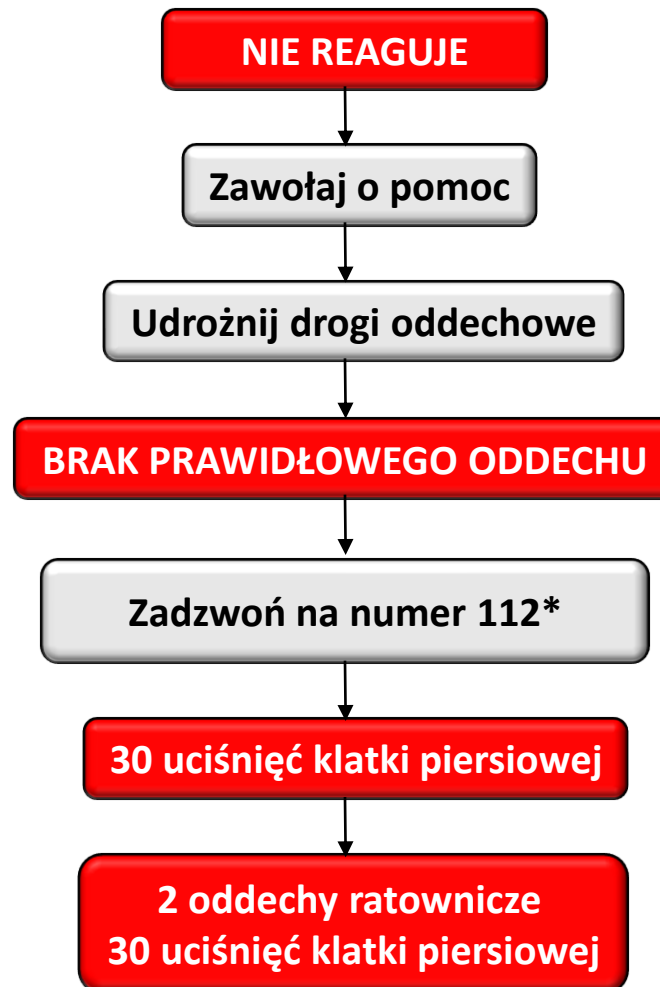 NIE REAGUJE
Zawołaj o pomoc
Udrożnij drogi oddechowe
BRAK PRAWIDŁOWEGO ODDECHU
Zadzwoń na numer 112*
30 uciśnięć klatki piersiowej
2 oddechy ratownicze
30 uciśnięć klatki piersiowej